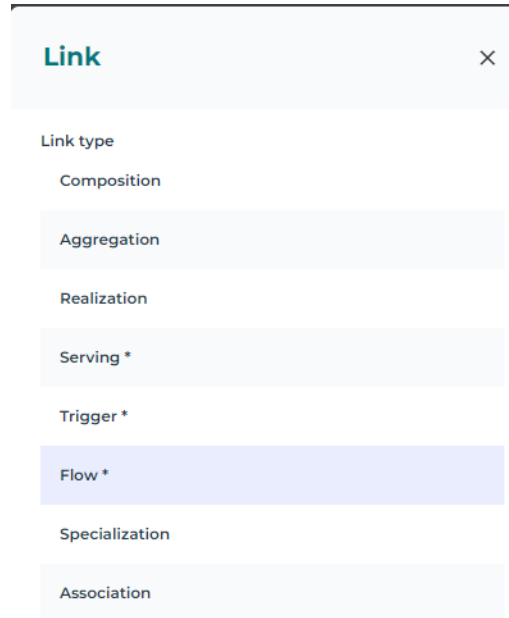 Link
Link type
Composition
Aggregation
Realization
Serving *
Trigger *
Flow *
Specialization
Association